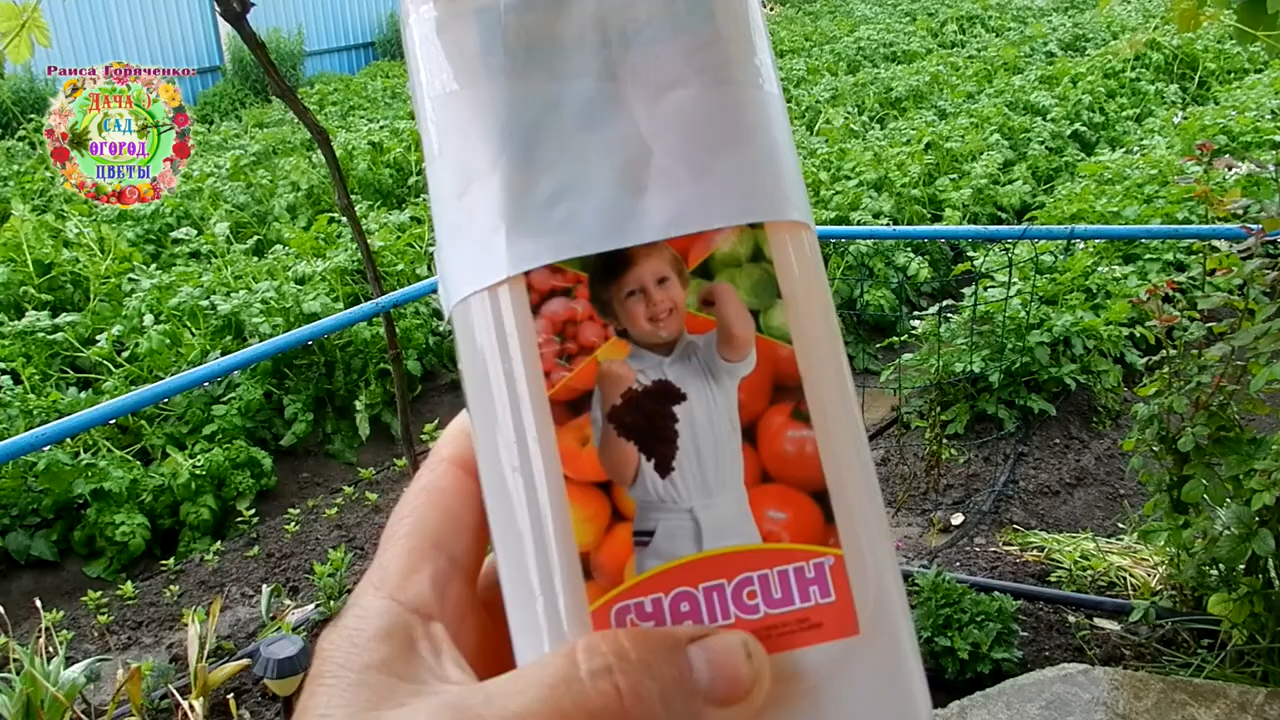 Раиса Горяченко:
Дача :)
сад
огород,
цветы
ГУАПСИН